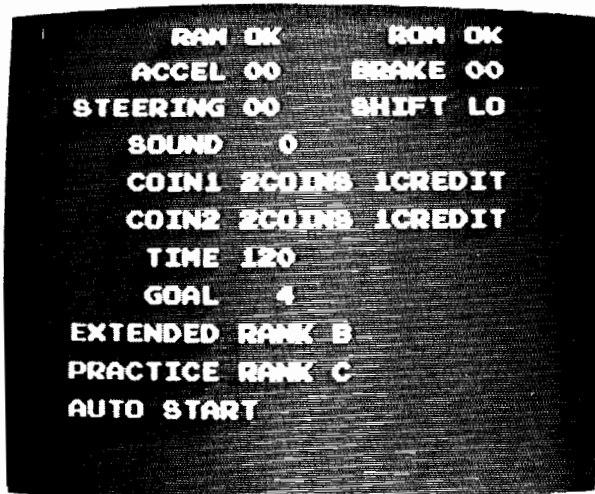 RAM OK ROM OK
ACCEL 00 BRAKE 00
STEERING 00 SHIFT LO
SOUND 0
COIN1 2COINS 1CREDIT
COIN2 2COINS 1CREDIT
TIME 120
GOAL 4
EXTENDED RANK B
PRACTICE RANK C
AUTO START